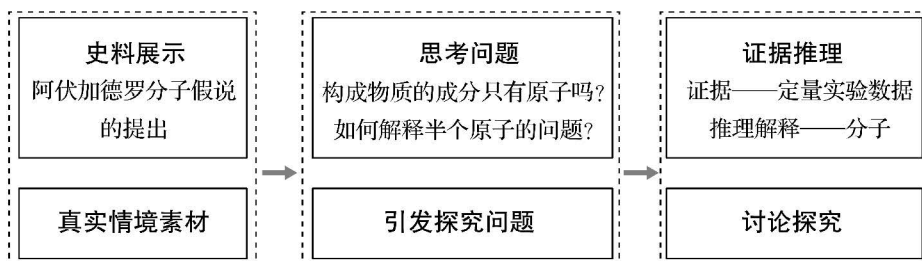 史料展示
阿伏加德罗分子假说
的提出
真实情境素材
思考问题
构成物质的成分只有原子吗?
如何解释半个原子的问题?
引发探究问题
证据推理
证据——定量实验数据
推理解释——分子
讨论探究